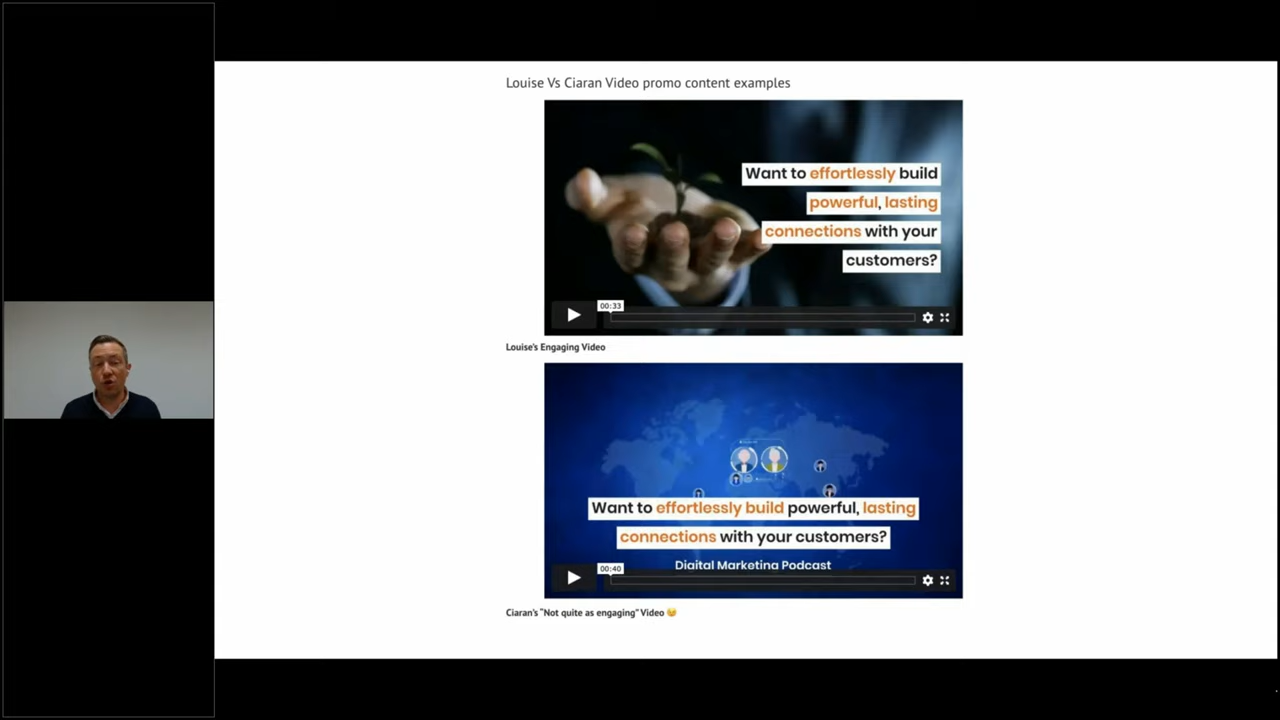 Louise Vs Ciaran Video promo content examples
Want to effortlessly build
powerful, lasting
connections with your
customers?
00:33
Louise's Engaging Video
Want to effortlessly build powerful, lasting
connections with your customers?
Digital Marketing Podcast
00:40
Ciaran's "Not quite as engaging" Video 😉